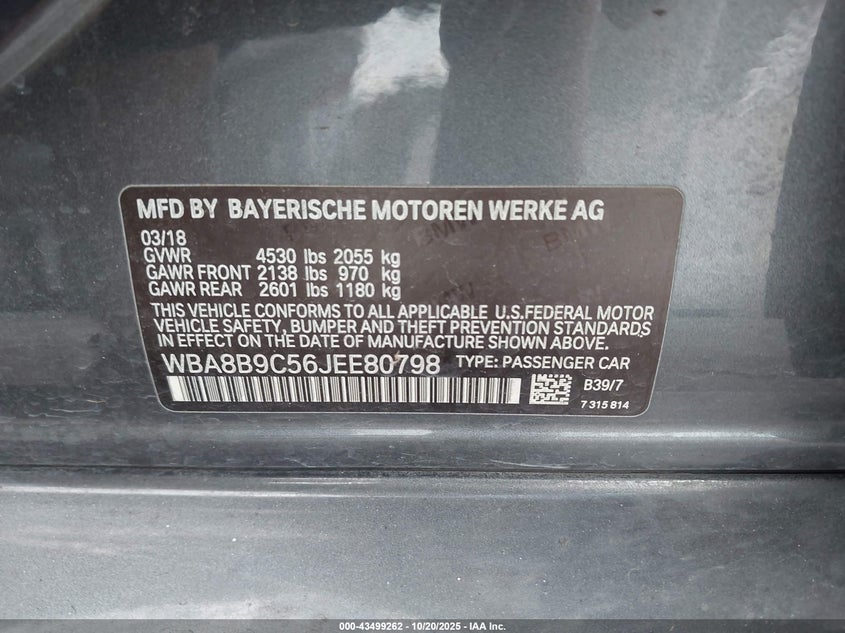 MFD BY BAYERISCHE MOTOREN WERKE AG
03/18
GVWR 4530 lbs 2055 kg
GAWR FRONT 2138 lbs 970 kg
GAWR REAR 2601 lbs 1180 kg
THIS VEHICLE CONFORMS TO ALL APPLICABLE U.S.FEDERAL MOTOR
VEHICLE SAFETY, BUMPER AND THEFT PREVENTION STANDARDS
IN EFFECT ON THE DATE OF MANUFACTURE SHOWN ABOVE.
WBA8B9C56JEE80798 TYPE: PASSENGER CAR
B39/7
7 315 814
000-43499262 - 10/20/2025 - IAA Inc.